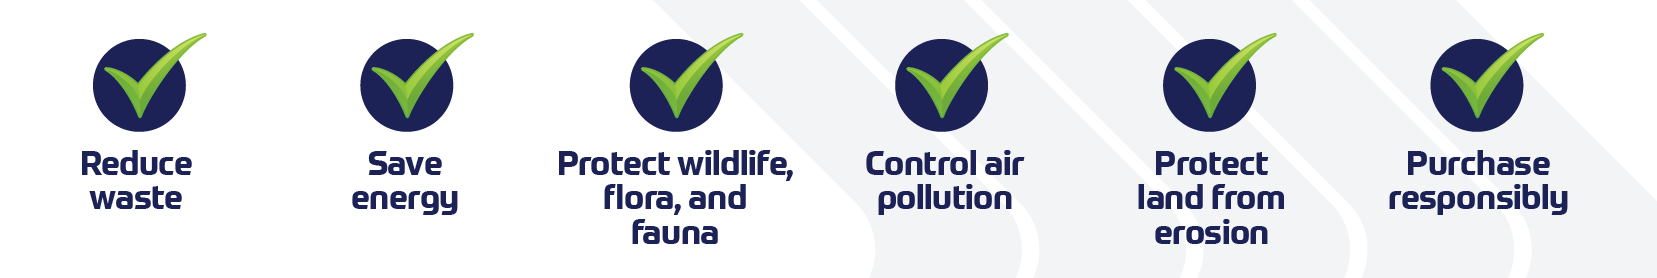 Reduce
waste
Save
energy
Protect wildlife,
flora, and
fauna
Control air
pollution
Protect
land from
erosion
Purchase
responsibly